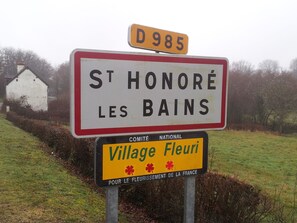 D 985
ST HONORÉ
LES BAINS
COMITÉ NATIONAL
Village Fleuri
POUR LE FLEURISSEMENT DE LA FRANCE